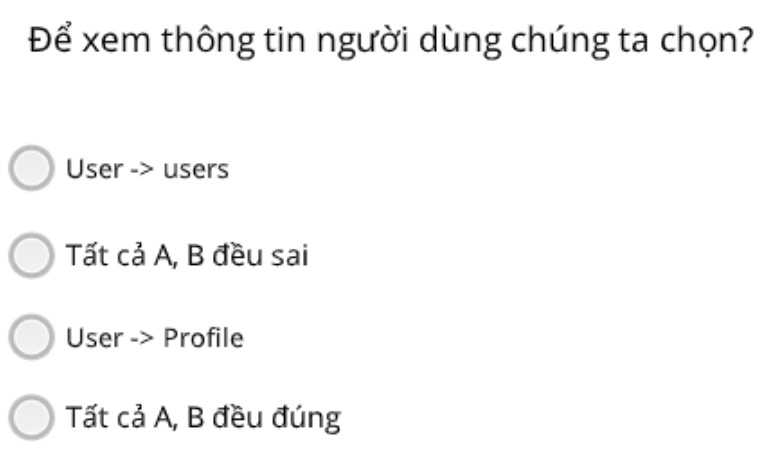 Để xem thông tin người dùng chúng ta chọn?
User -> users
Tất cả A, B đều sai
User -> Profile
Tất cả A, B đều đúng